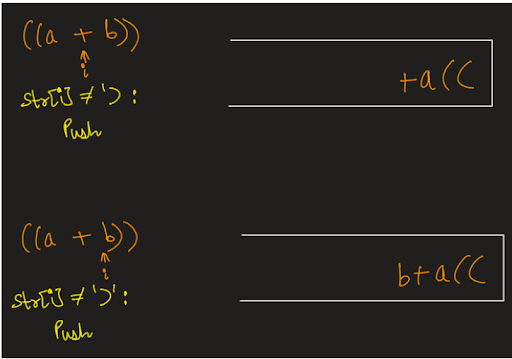 ((a + b))
i
str[i] ≠ ')' :
Push
+a((
((a + b))
i
str[i] ≠ ')' :
Push
b+a((